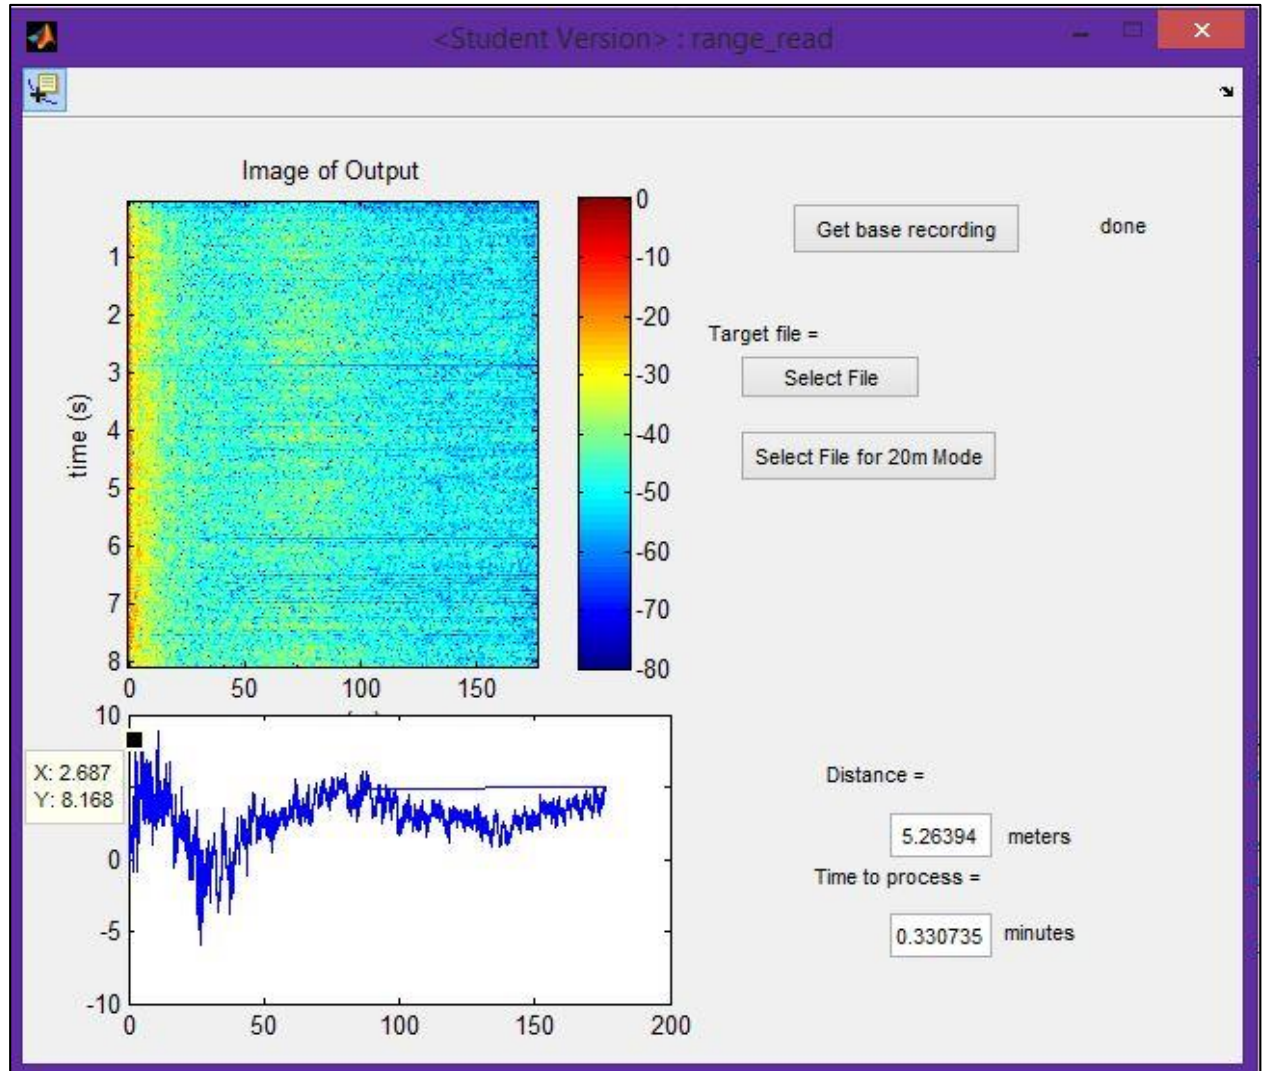 <Student Version> : range_read
Image of Output
0
-10
-20
-30
-40
-50
-60
-70
-80
time (s)
1
2
3
4
5
6
7
8
0
50
100
150
Get base recording
done
Target file =
Select File
Select File for 20m Mode
10
0
-5
-10
0
50
100
150
200
X: 2.687
Y: 8.168
Distance =
5.26394 meters
Time to process =
0.330735 minutes